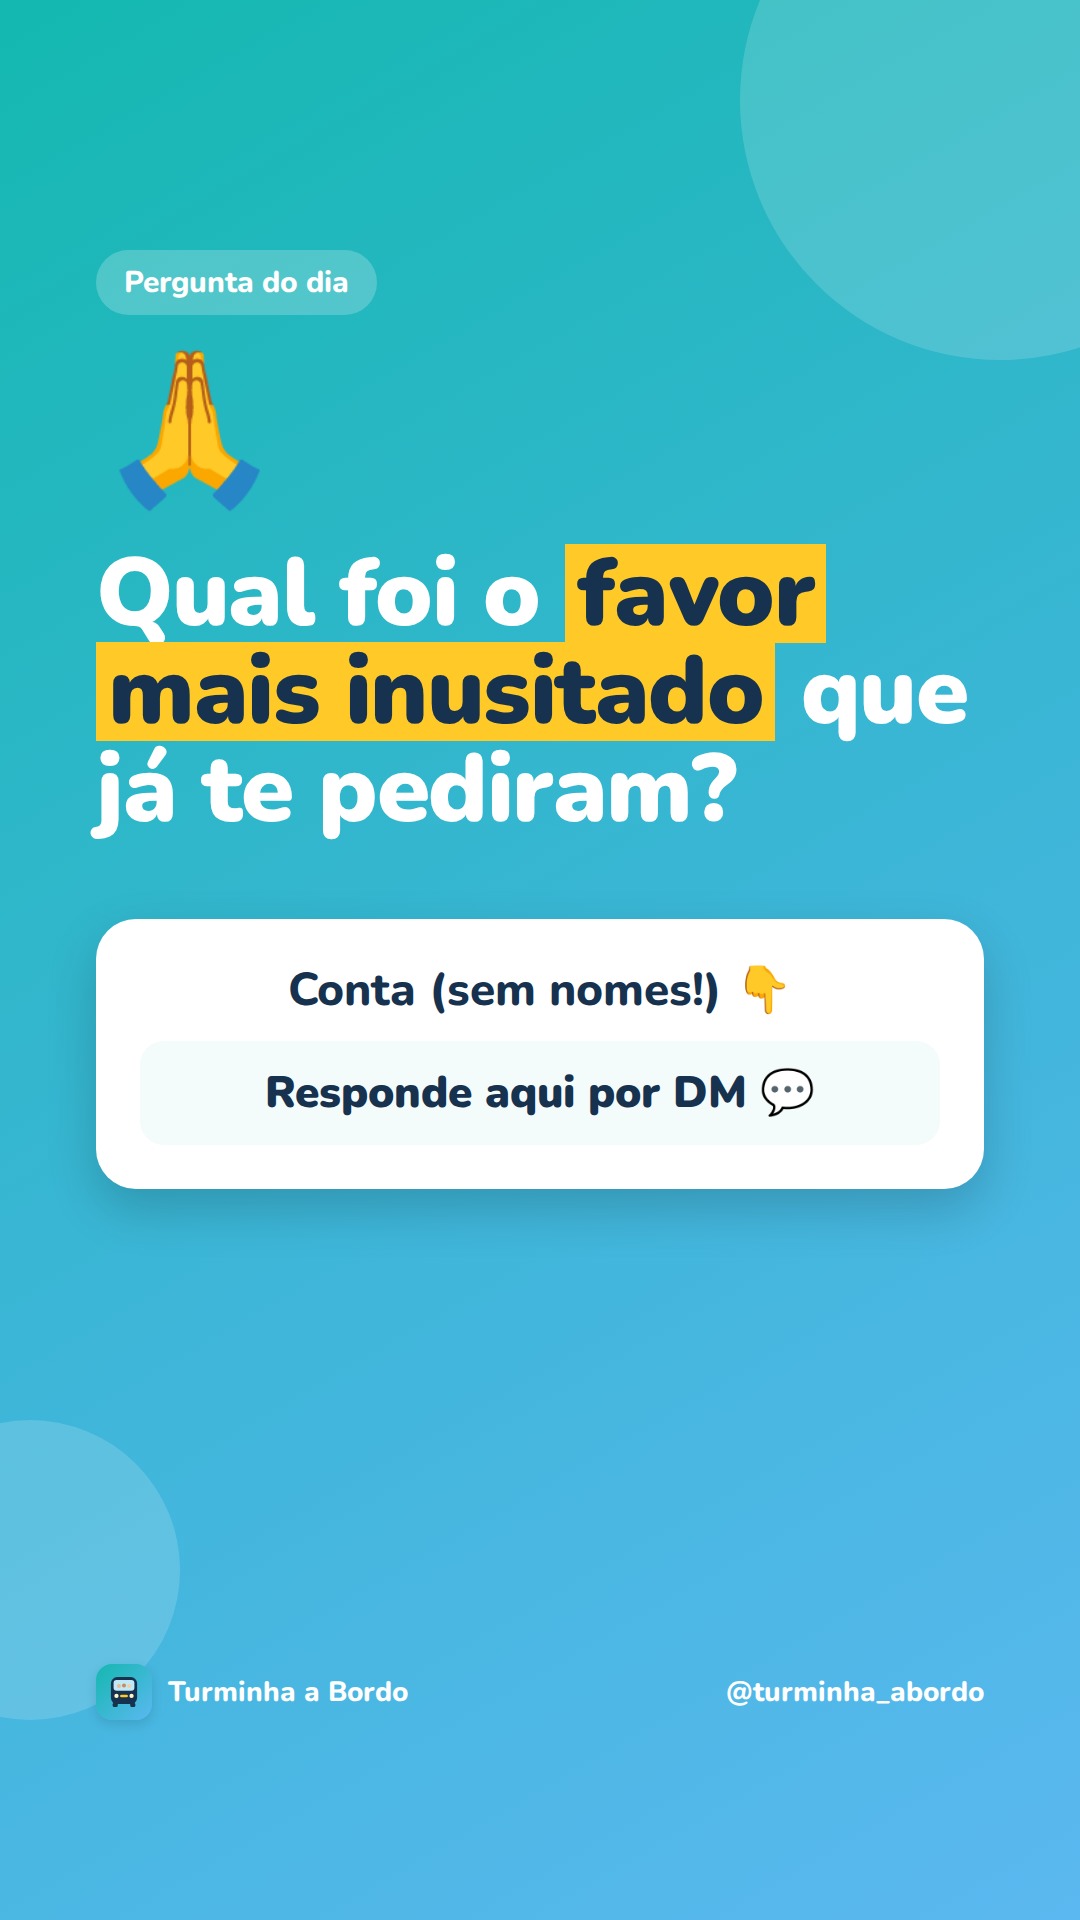 Pergunta do dia
Qual foi o favor
mais inusitado que
já te pediram?
Conta (sem nomes!) 👇
Responde aqui por DM 💬
Turminha a Bordo
@turminha_abordo